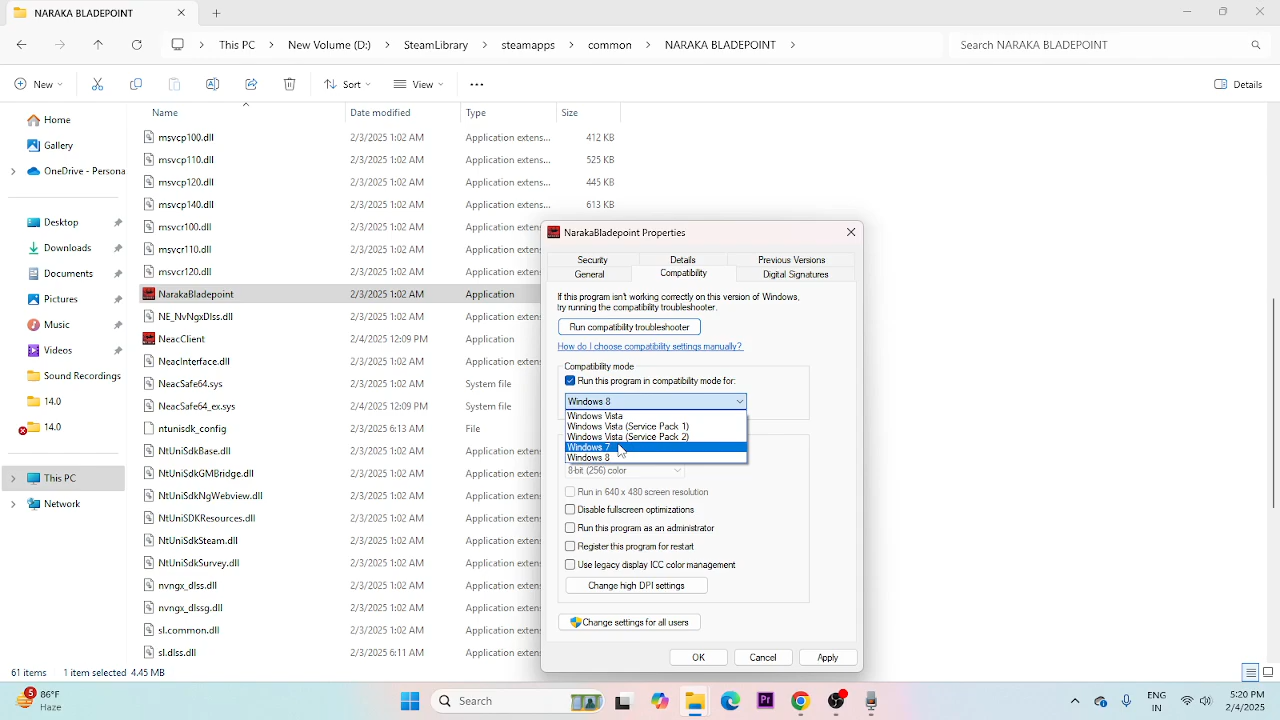 NARAKA BLADEPOINT
This PC
New Volume (D:)
SteamLibrary
steamapps
common
NARAKA BLADEPOINT
Search NARAKA BLADEPOINT
New
Sort
View
Details
Name
Date modified
Type
Size
Home
Gallery
OneDrive - Persona
Desktop
Downloads
Documents
Pictures
Music
Videos
Sound Recordings
14.0
14.0
This PC
Network
msvcp100.dll 2/3/2025 1:02 AM Application extens... 412 KB
msvcp110.dll 2/3/2025 1:02 AM Application extens... 525 KB
msvcp120.dll 2/3/2025 1:02 AM Application extens... 445 KB
msvcp140.dll 2/3/2025 1:02 AM Application extens... 613 KB
msvcr100.dll 2/3/2025 1:02 AM Application exten
msvcr110.dll 2/3/2025 1:02 AM Application exten
msvcr120.dll 2/3/2025 1:02 AM Application exten
NarakaBladepoint 2/3/2025 1:02 AM Application
NE_NvNgxDlss.dll 2/3/2025 1:02 AM Application exten
NeacClient 2/4/2025 12:09 PM Application
NeacInterface.dll 2/3/2025 1:02 AM Application exten
NeacSafe64.sys 2/3/2025 1:02 AM System file
NeacSafe64_ex.sys 2/4/2025 12:09 PM System file
ntunisdk_config 2/3/2025 6:13 AM File
NtUniSdkBase.dll 2/3/2025 1:02 AM Application exten
NtUniSdkGMBridge.dll 2/3/2025 1:02 AM Application exten
NtUniSdkNgWebview.dll 2/3/2025 1:02 AM Application exten
NtUniSDKResources.dll 2/3/2025 1:02 AM Application exten
NtUniSdkSteam.dll 2/3/2025 1:02 AM Application exten
NtUniSdkSurvey.dll 2/3/2025 1:02 AM Application exten
nvngx_dlss.dll 2/3/2025 1:02 AM Application exten
nvngx_dlssg.dll 2/3/2025 1:02 AM Application exten
sl.common.dll 2/3/2025 1:02 AM Application exten
sl.dlss.dll 2/3/2025 6:11 AM Application exten
NarakaBladepoint Properties
Security
Details
Previous Versions
General
Compatibility
Digital Signatures
If this program isn't working correctly on this version of Windows,
try running the compatibility troubleshooter.
Run compatibility troubleshooter
How do I choose compatibility settings manually?
Compatibility mode
Run this program in compatibility mode for:
Windows 8
Windows Vista
Windows Vista (Service Pack 1)
Windows Vista (Service Pack 2)
Windows 7
Windows 8
8-bit (256) color
Run in 640 x 480 screen resolution
Disable fullscreen optimizations
Run this program as an administrator
Register this program for restart
Use legacy display ICC color management
Change high DPI settings
Change settings for all users
OK
Cancel
Apply
61 items
1 item selected 4.45 MB
5
86°F
Haze
Search
Pr
ENG
IN
5:20 PM
2/4/2025